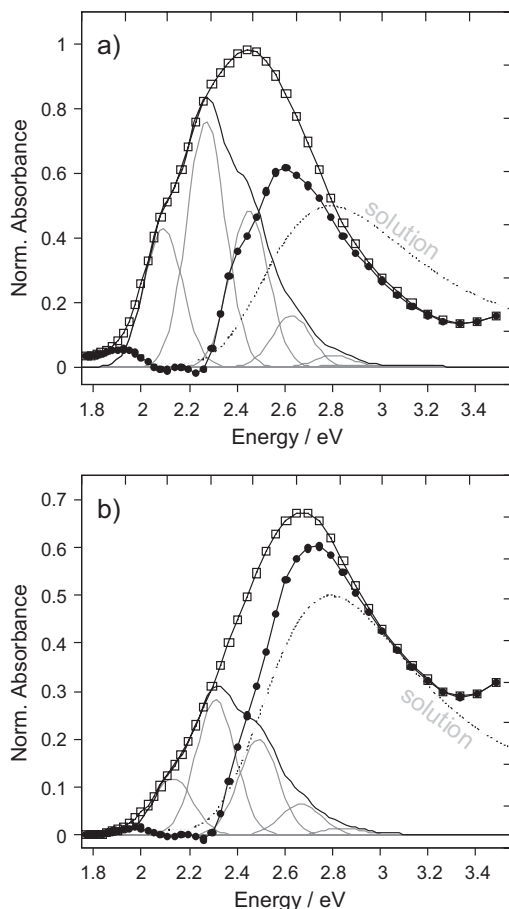 a)
1
0.8
0.6
0.4
0.2
0
Norm. Absorbance
solution
1.8 2 2.2 2.4 2.6 2.8 3 3.2 3.4
Energy / eV
b)
0.7
0.6
0.5
0.4
0.3
0.2
0.1
0
Norm. Absorbance
solution
1.8 2 2.2 2.4 2.6 2.8 3 3.2 3.4
Energy / eV